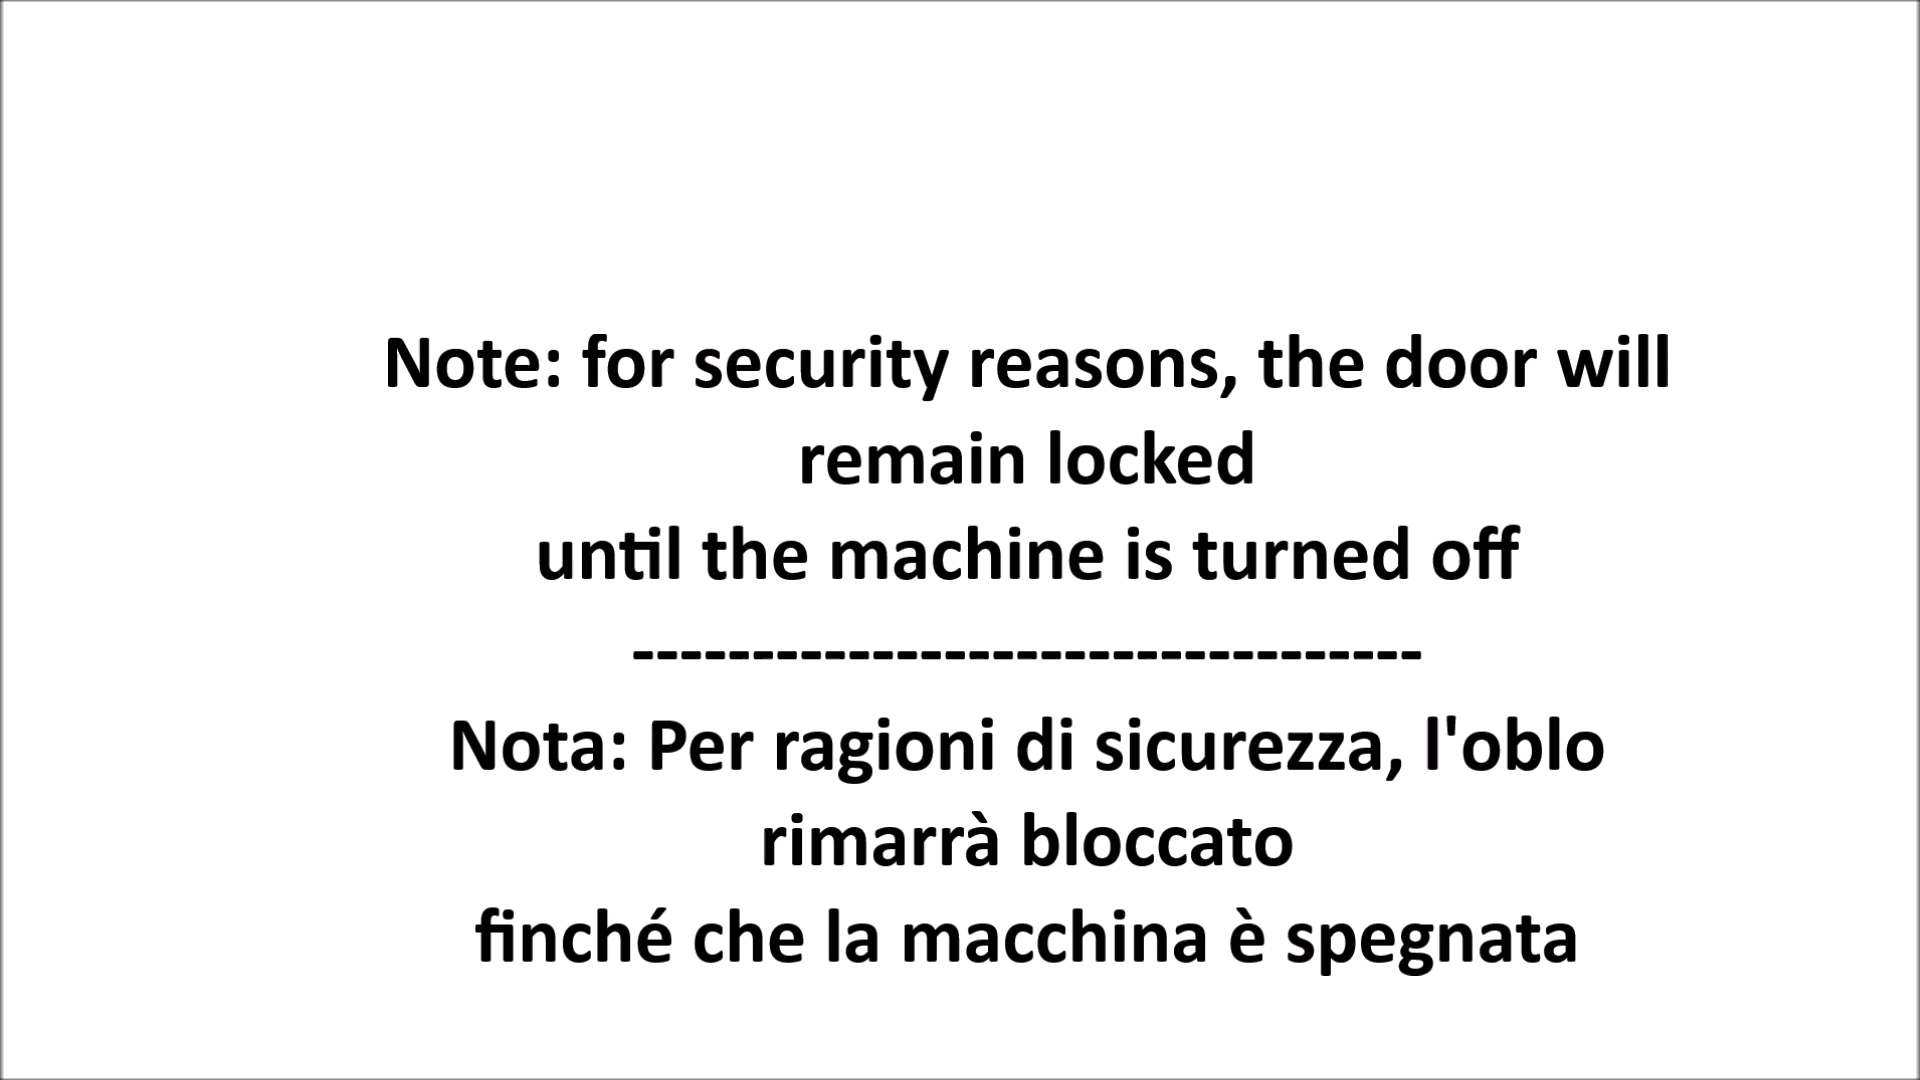 Note: for security reasons, the door will
remain locked
until the machine is turned off
---------------------------------
Nota: Per ragioni di sicurezza, l'oblo
rimarrà bloccato
finché che la macchina è spegnata